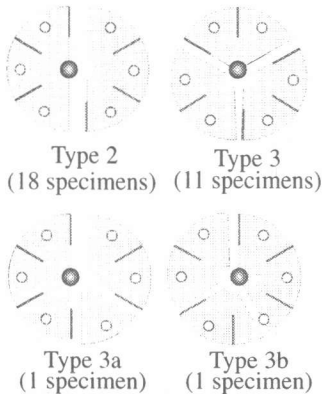 Type 2
(18 specimens)
Type 3
(11 specimens)
Type 3a
(1 specimen)
Type 3b
(1 specimen)